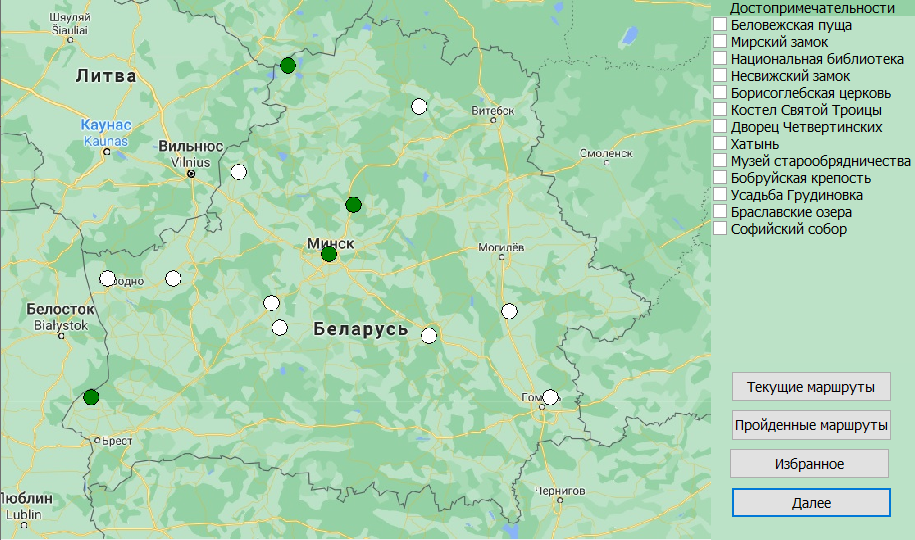 Шяуляй
Šiauliai
Литва
Каунас
Kaunas
Вильнюс
Vilnius
Витебск
Смоленск
Минск
Могилёв
Белосток
Białystok
Беларусь
Брест
Люблин
Lublin
Чернигов
Достопримечательности
Беловежская пуща
Мирский замок
Национальная библиотека
Несвижский замок
Борисоглебская церковь
Костел Святой Троицы
Дворец Четвертинских
Хатынь
Музей старообрядничества
Бобруйская крепость
Усадьба Грудиновка
Браславские озера
Софийский собор
Текущие маршруты
Пройденные маршруты
Избранное
Далее